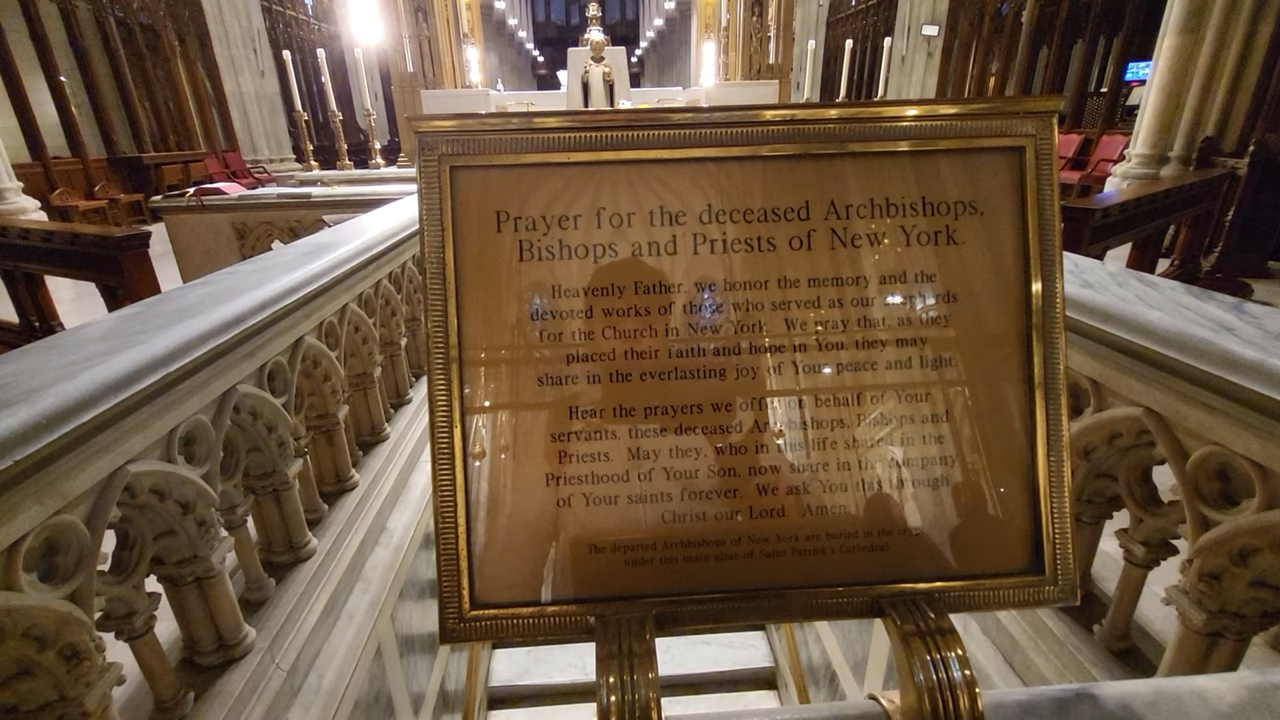 Prayer for the deceased Archbishops,
Bishops and Priests of New York.
Heavenly Father, we honor the memory and the
devoted works of those who served as our shepherds
for the Church in New York. We pray that, as they
placed their faith and hope in You, they may
share in the everlasting joy of Your peace and light.
Hear the prayers we offer on behalf of Your
servants, these deceased Archbishops, Bishops and
Priests. May they, who in this life shared in the
Priesthood of Your Son, now share in the company
of Your saints forever. We ask You this through
Christ our Lord. Amen.
The departed Archbishops of New York are buried in the crypt
under this main altar of Saint Patrick's Cathedral.